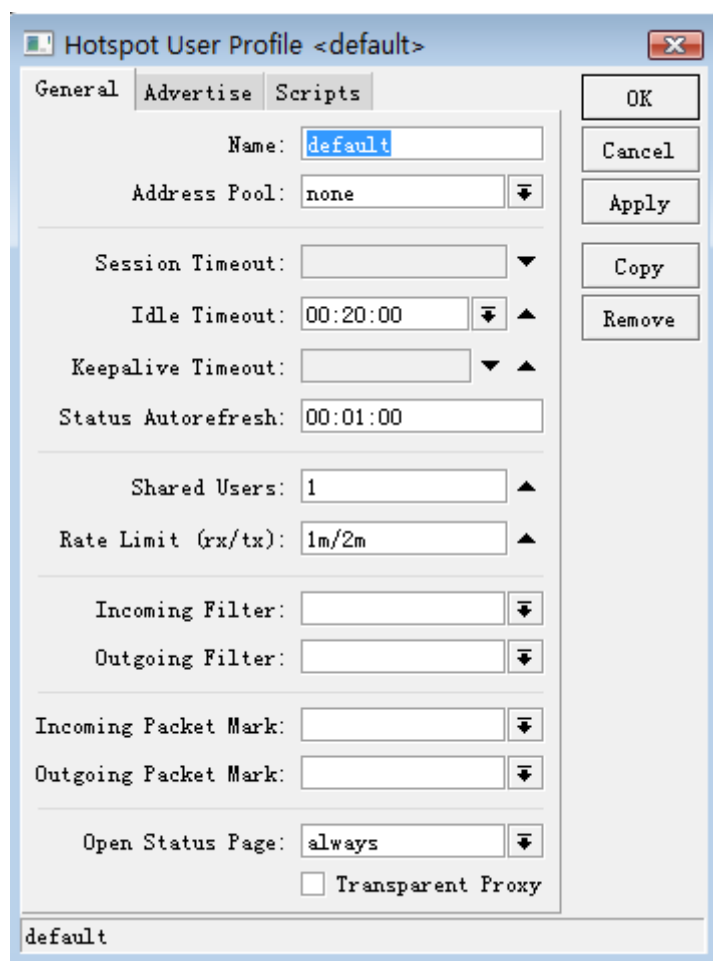 Hotspot User Profile <default>
General Advertise Scripts
OK
Name: default
Cancel
Address Pool: none
Apply
Session Timeout:
Copy
Idle Timeout: 00:20:00
Remove
Keepalive Timeout:
Status Autorefresh: 00:01:00
Shared Users: 1
Rate Limit (rx/tx): 1m/2m
Incoming Filter:
Outgoing Filter:
Incoming Packet Mark:
Outgoing Packet Mark:
Open Status Page: always
Transparent Proxy
default